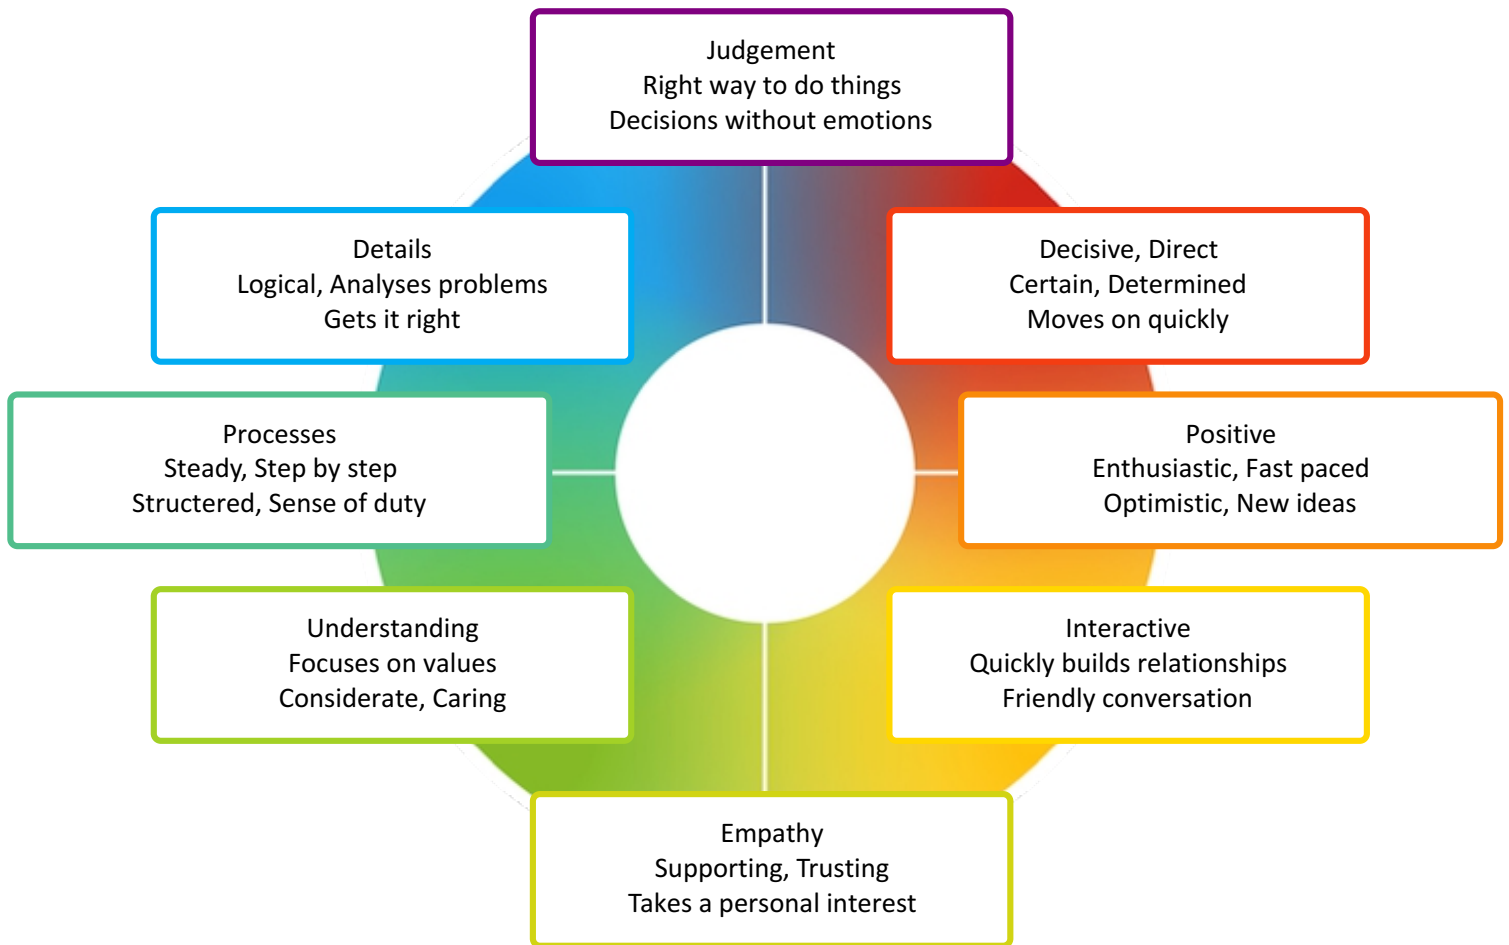 Judgement
Right way to do things
Decisions without emotions
Details
Logical, Analyses problems
Gets it right
Decisive, Direct
Certain, Determined
Moves on quickly
Processes
Steady, Step by step
Structered, Sense of duty
Positive
Enthusiastic, Fast paced
Optimistic, New ideas
Understanding
Focuses on values
Considerate, Caring
Interactive
Quickly builds relationships
Friendly conversation
Empathy
Supporting, Trusting
Takes a personal interest